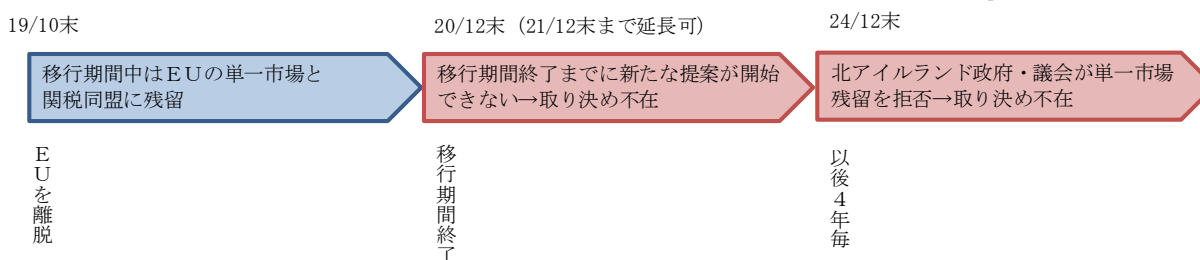 19/10末
20/12末（21/12末まで延長可）
24/12末
移行期間中はＥＵの単一市場と
関税同盟に残留
移行期間終了までに新たな提案が開始
できない→取り決め不在
北アイルランド政府・議会が単一市場
残留を拒否→取り決め不在
ＥＵを離脱
移行期間終了
以後４年毎